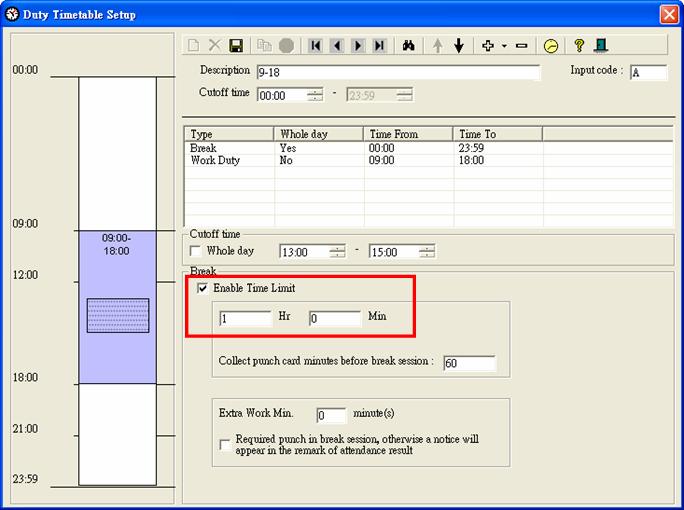 Duty Timetable Setup
00:00
09:00
09:00-
18:00
12:00
18:00
21:00
23:59
Description 9-18 Input code : A
Cutoff time 00:00 - 23:59
Type Whole day Time From Time To
Break Yes 00:00 23:59
Work Duty No 09:00 18:00
Cutoff time
Whole day 13:00 - 15:00
Break
Enable Time Limit
1 Hr 0 Min
Collect punch card minutes before break session : 60
Extra Work Min. 0 minute(s)
Required punch in break session, otherwise a notice will
appear in the remark of attendance result